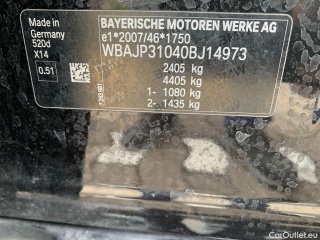 Made in
Germany
520d
X14
0.51
BAYERISCHE MOTOREN WERKE AG
e1*2007/46*1750
WBAJP31040BJ14973
2405 kg
4405 kg
1- 1080 kg
2- 1435 kg
CarOutlet.eu